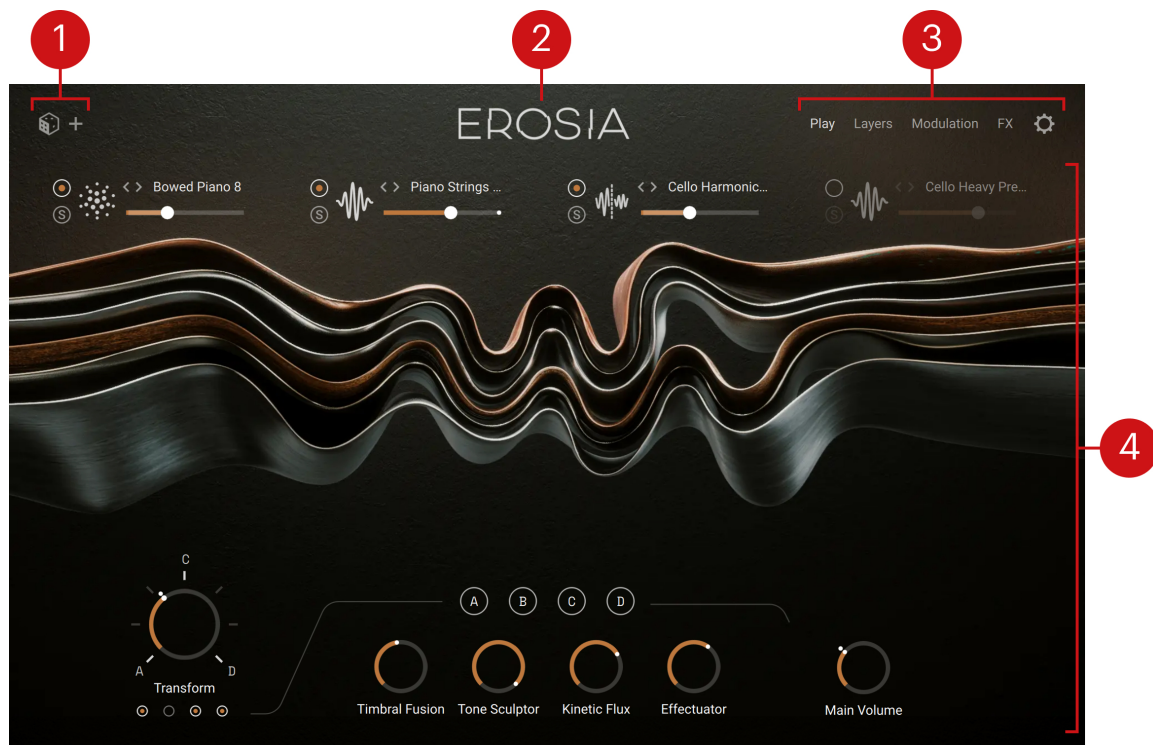 1
2
3
EROSIA
Play Layers Modulation FX
Bowed Piano 8
Piano Strings ...
Cello Harmonic...
Cello Heavy Pre...
S
S
S
S
4
C
A
D
Transform
A B C D
Timbral Fusion
Tone Sculptor
Kinetic Flux
Effectuator
Main Volume